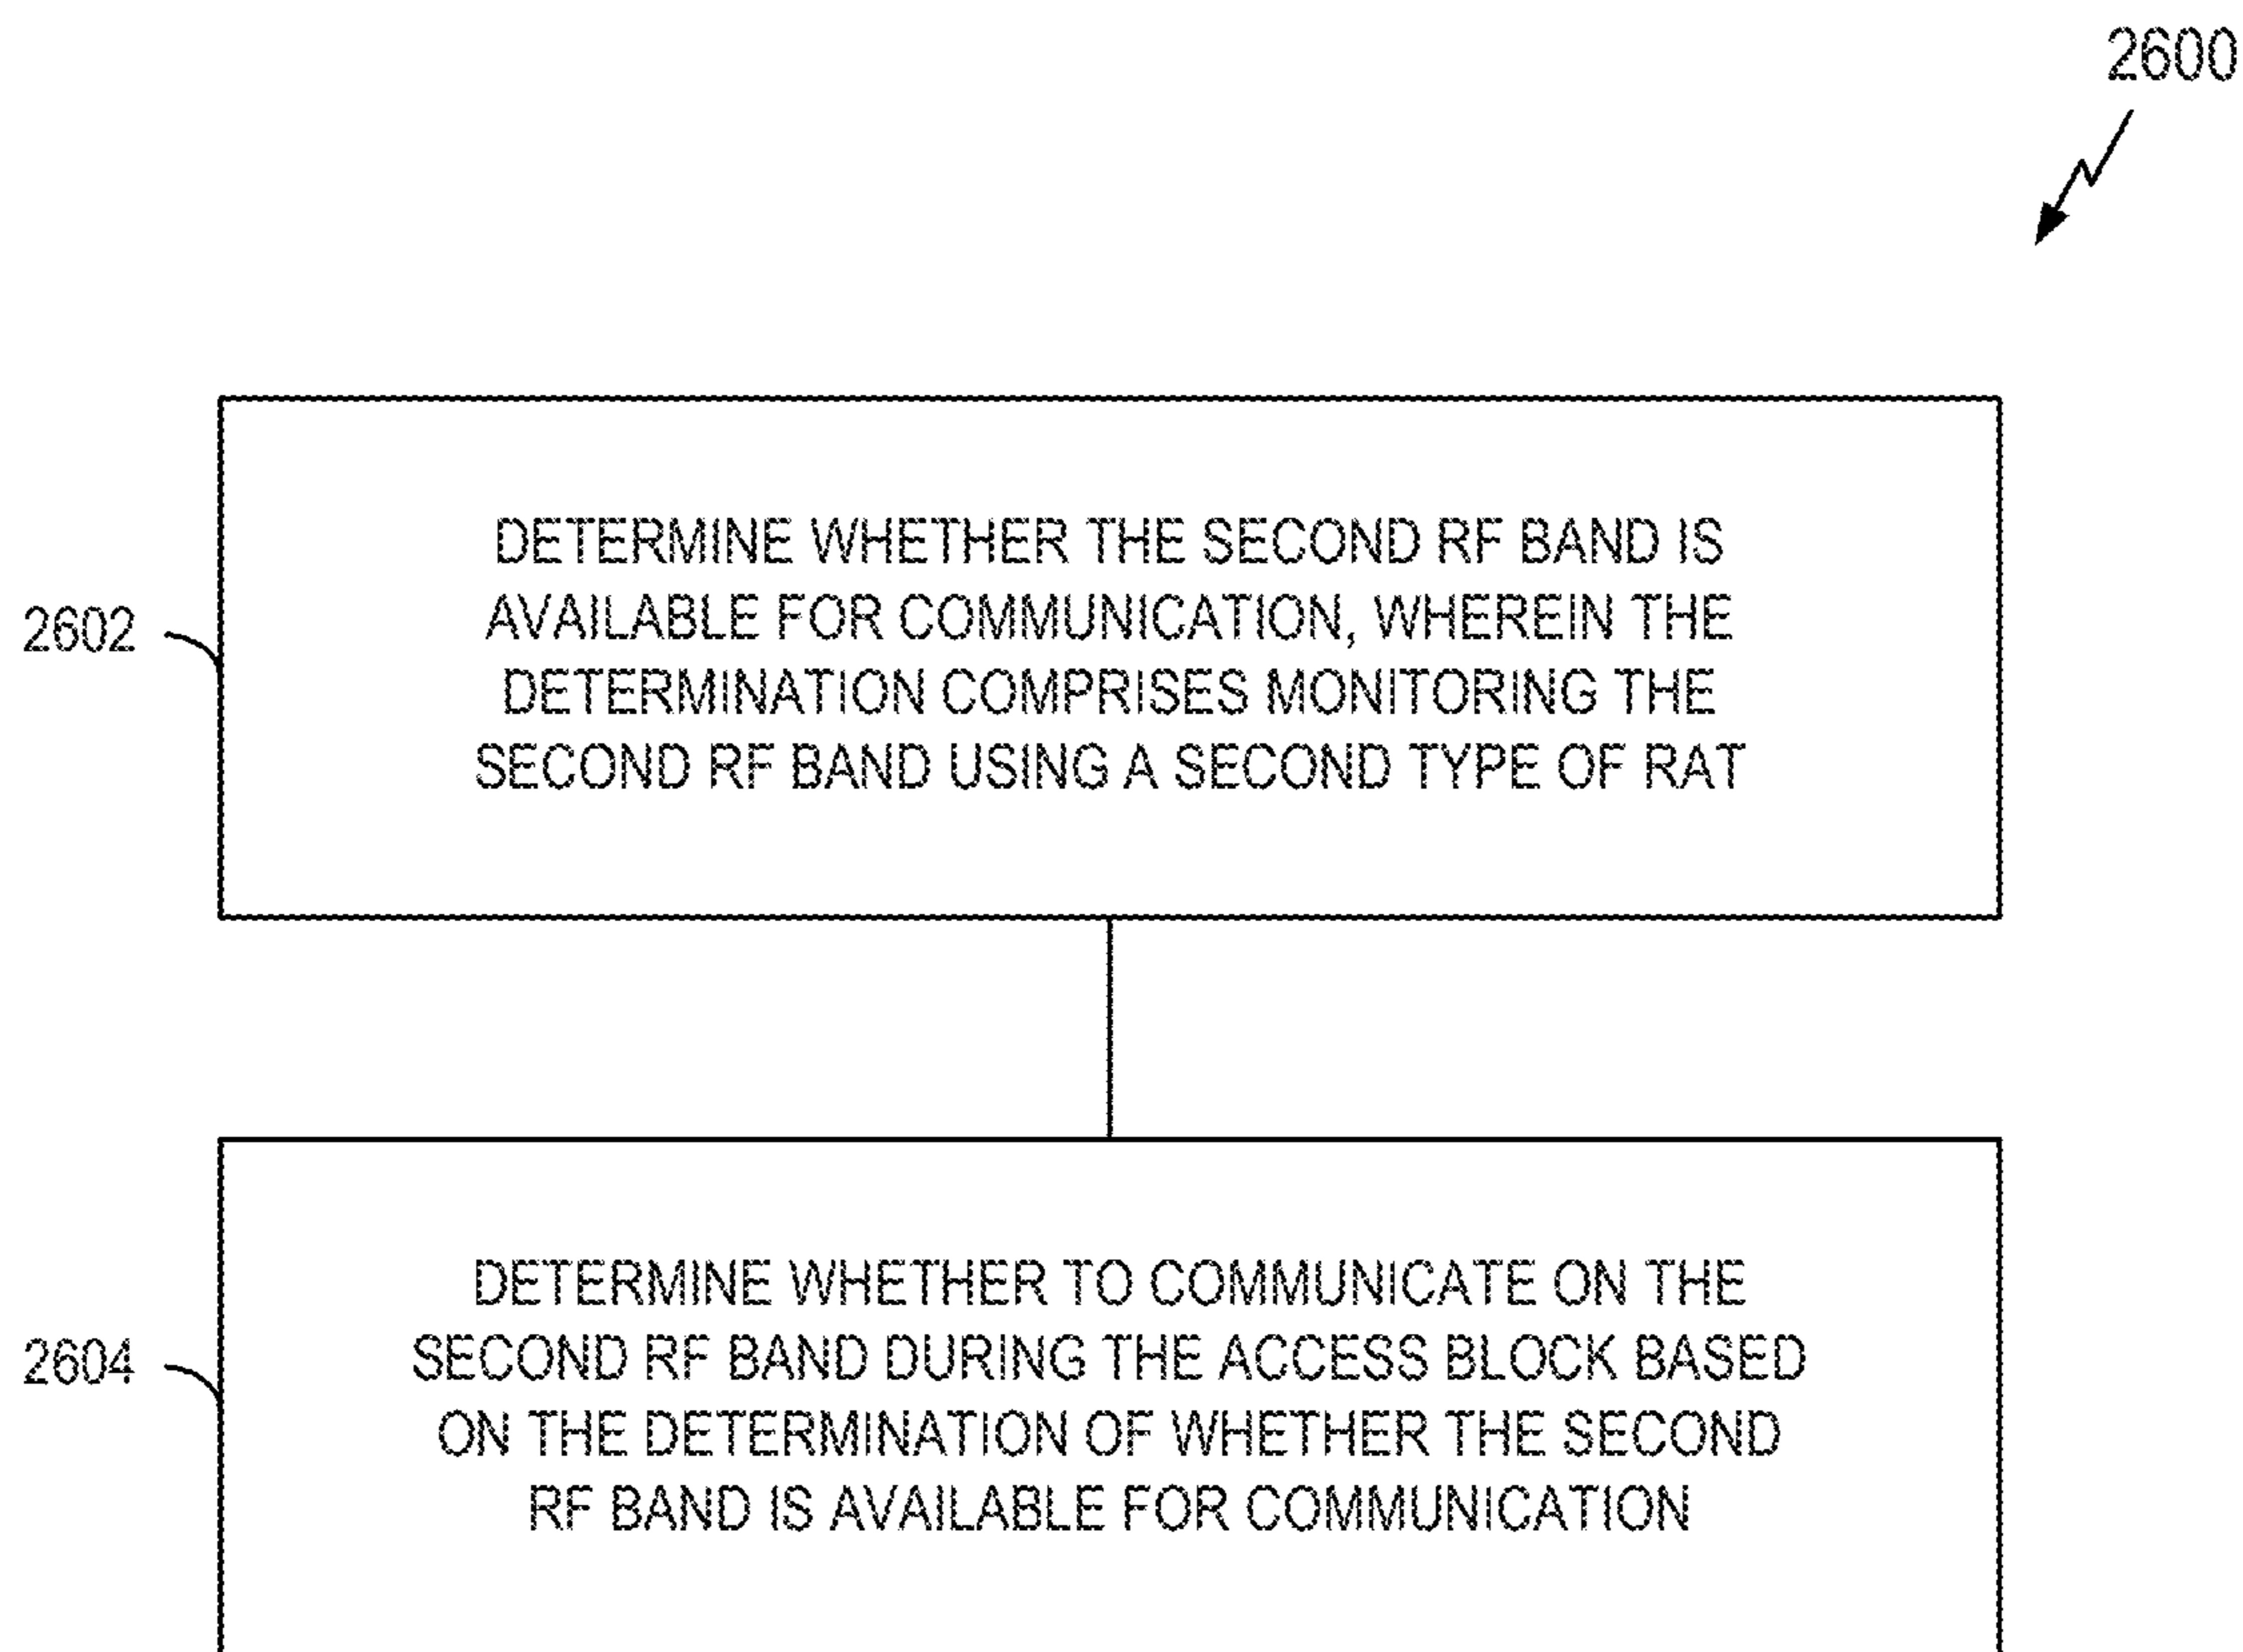 2600
2602
DETERMINE WHETHER THE SECOND RF BAND IS
AVAILABLE FOR COMMUNICATION, WHEREIN THE
DETERMINATION COMPRISES MONITORING THE
SECOND RF BAND USING A SECOND TYPE OF RAT
2604
DETERMINE WHETHER TO COMMUNICATE ON THE
SECOND RF BAND DURING THE ACCESS BLOCK BASED
ON THE DETERMINATION OF WHETHER THE SECOND
RF BAND IS AVAILABLE FOR COMMUNICATION